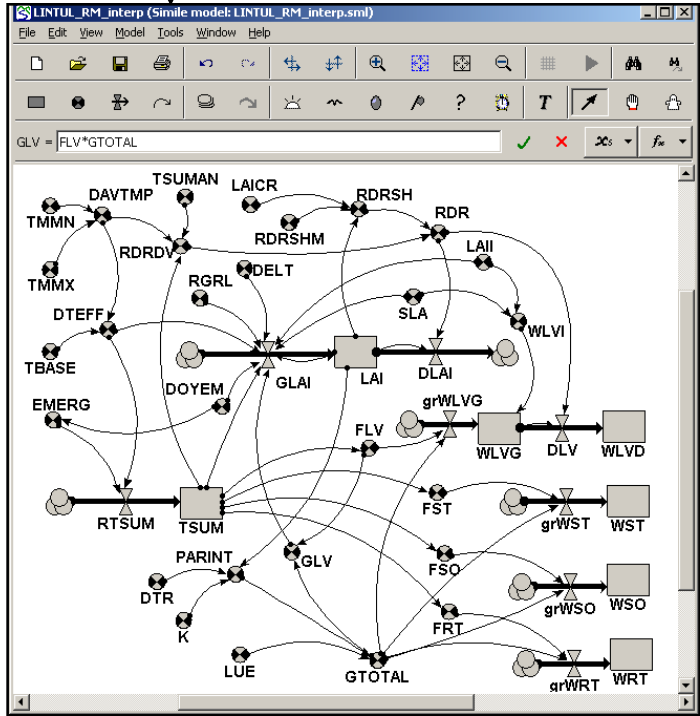 LINTUL_RM_interp (Simile model: LINTUL_RM_interp.sml)
File Edit View Model Tools Window Help
?
T
GLV = FLV*GTOTAL
TSUMAN
LAICR
DAVTMP
RDRSH
TMMN
RDR
RDRSHM
RDRDV
LAII
DELT
TMMX
RGRL
SLA
DTEFF
WLVI
TBASE
GLAI
LAI
DLAI
DOYEM
EMERG
grWLVG
FLV
WLVG
DLV
WLVD
FST
RTSUM
TSUM
grWST
WST
PARINT
GLV
FSO
DTR
grWSO
WSO
K
FRT
LUE
GTOTAL
grWRT
WRT